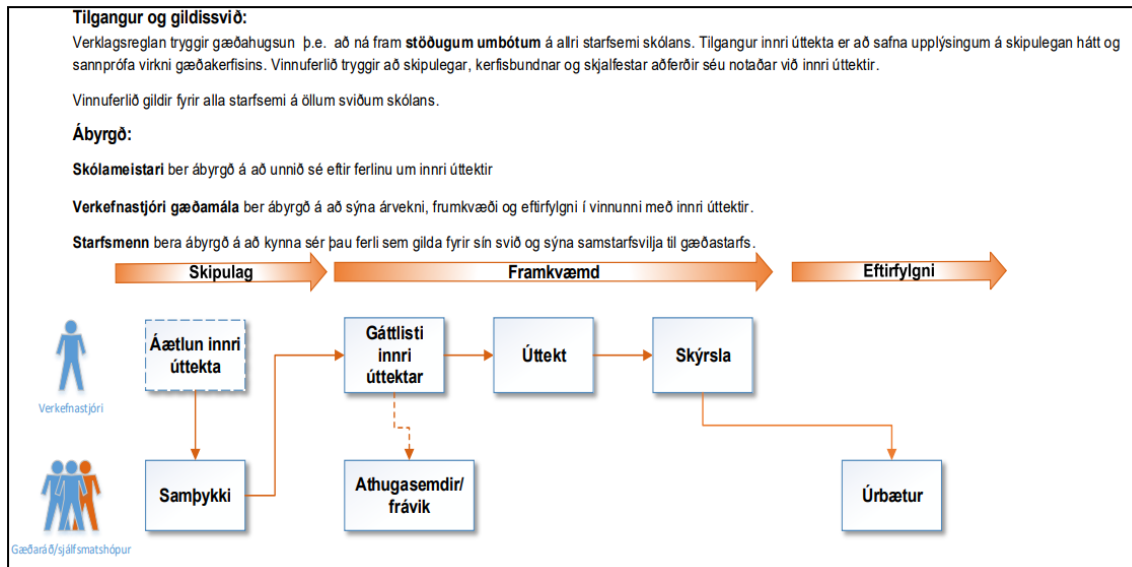 Tilgangur og gildissvið:
Verklagsreglan tryggir gæðahugsun þ.e. að ná fram stöðugum umbótum á allri starfsemi skólans. Tilgangur innri úttekta er að safna upplýsingum á skipulegan hátt og
sannprófa virkni gæðakerfisins. Vinnuferlið tryggir að skipulegar, kerfisbundnar og skjalfestar aðferðir séu notaðar við innri úttektir.
Vinnuferlið gildir fyrir alla starfsemi á öllum sviðum skólans.
Ábyrgð:
Skólameistari ber ábyrgð á að unnið sé eftir ferlinu um innri úttektir
Verkefnastjóri gæðamála ber ábyrgð á að sýna árvekni, frumkvæði og eftirfylgni í vinnunni með innri úttektir.
Starfsmenn bera ábyrgð á að kynna sér þau ferli sem gilda fyrir sín svið og sýna samstarfsvilja til gæðastarfs.
Skipulag
Framkvæmd
Eftirfylgni
Verkefnastjóri
Áætlun innri
úttekta
Gáttlisti
innri
úttektar
Úttekt
Skýrsla
Gæðaráð/sjálfsmatshópur
Samþykki
Athugasemdir/
frávik
Úrbætur